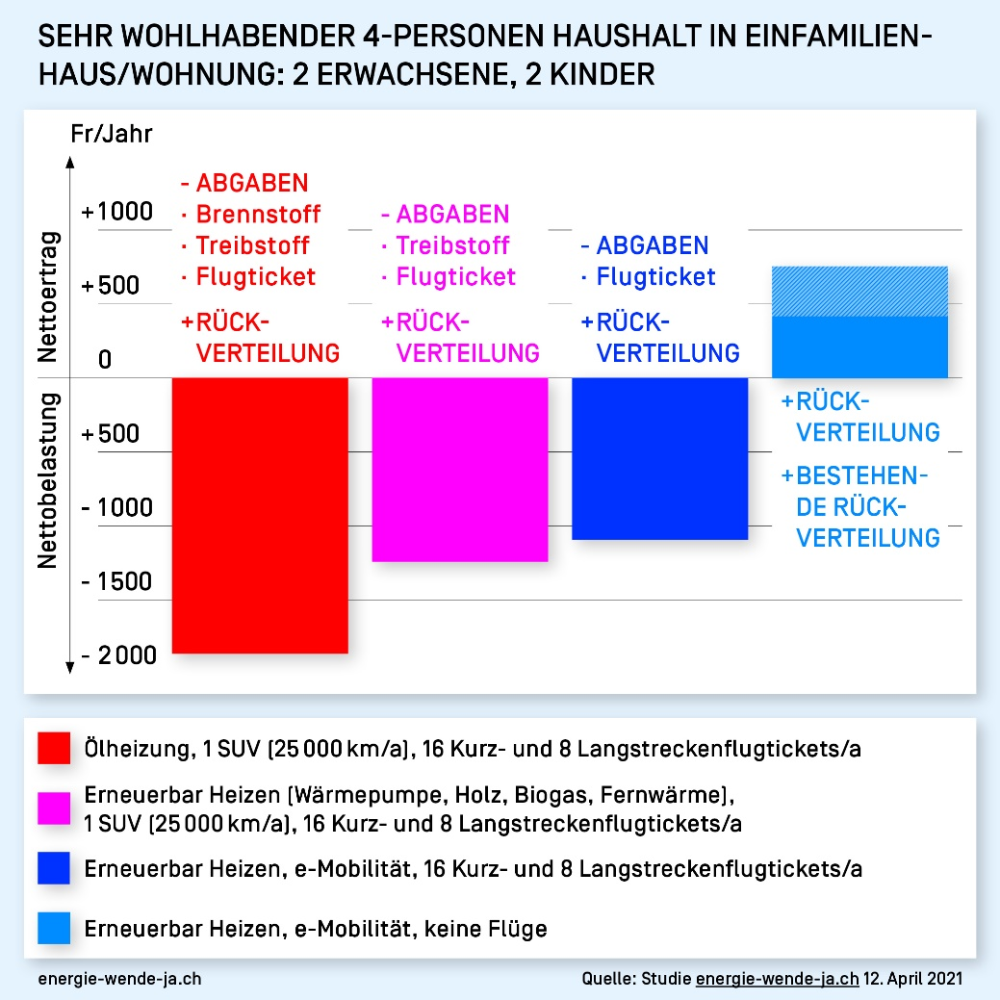 SEHR WOHLHABENDER 4-PERSONEN HAUSHALT IN EINFAMILIEN-
HAUS/WOHNUNG: 2 ERWACHSENE, 2 KINDER
Fr/Jahr
Nettoertrag
Nettobelastung
+1000
+500
0
+500
- 1000
- 1500
- 2000
- ABGABEN
· Brennstoff
· Treibstoff
· Flugticket
+RÜCK-
VERTEILUNG
- ABGABEN
· Treibstoff
· Flugticket
+RÜCK-
VERTEILUNG
- ABGABEN
· Flugticket
+RÜCK-
VERTEILUNG
+RÜCK-
VERTEILUNG
+BESTEHEN-
DE RÜCK-
VERTEILUNG
Ölheizung, 1 SUV (25000 km/a), 16 Kurz- und 8 Langstreckenflugtickets/a
Erneuerbar Heizen (Wärmepumpe, Holz, Biogas, Fernwärme),
1 SUV (25000 km/a), 16 Kurz- und 8 Langstreckenflugtickets/a
Erneuerbar Heizen, e-Mobilität, 16 Kurz- und 8 Langstreckenflugtickets/a
Erneuerbar Heizen, e-Mobilität, keine Flüge
energie-wende-ja.ch
Quelle: Studie energie-wende-ja.ch 12. April 2021